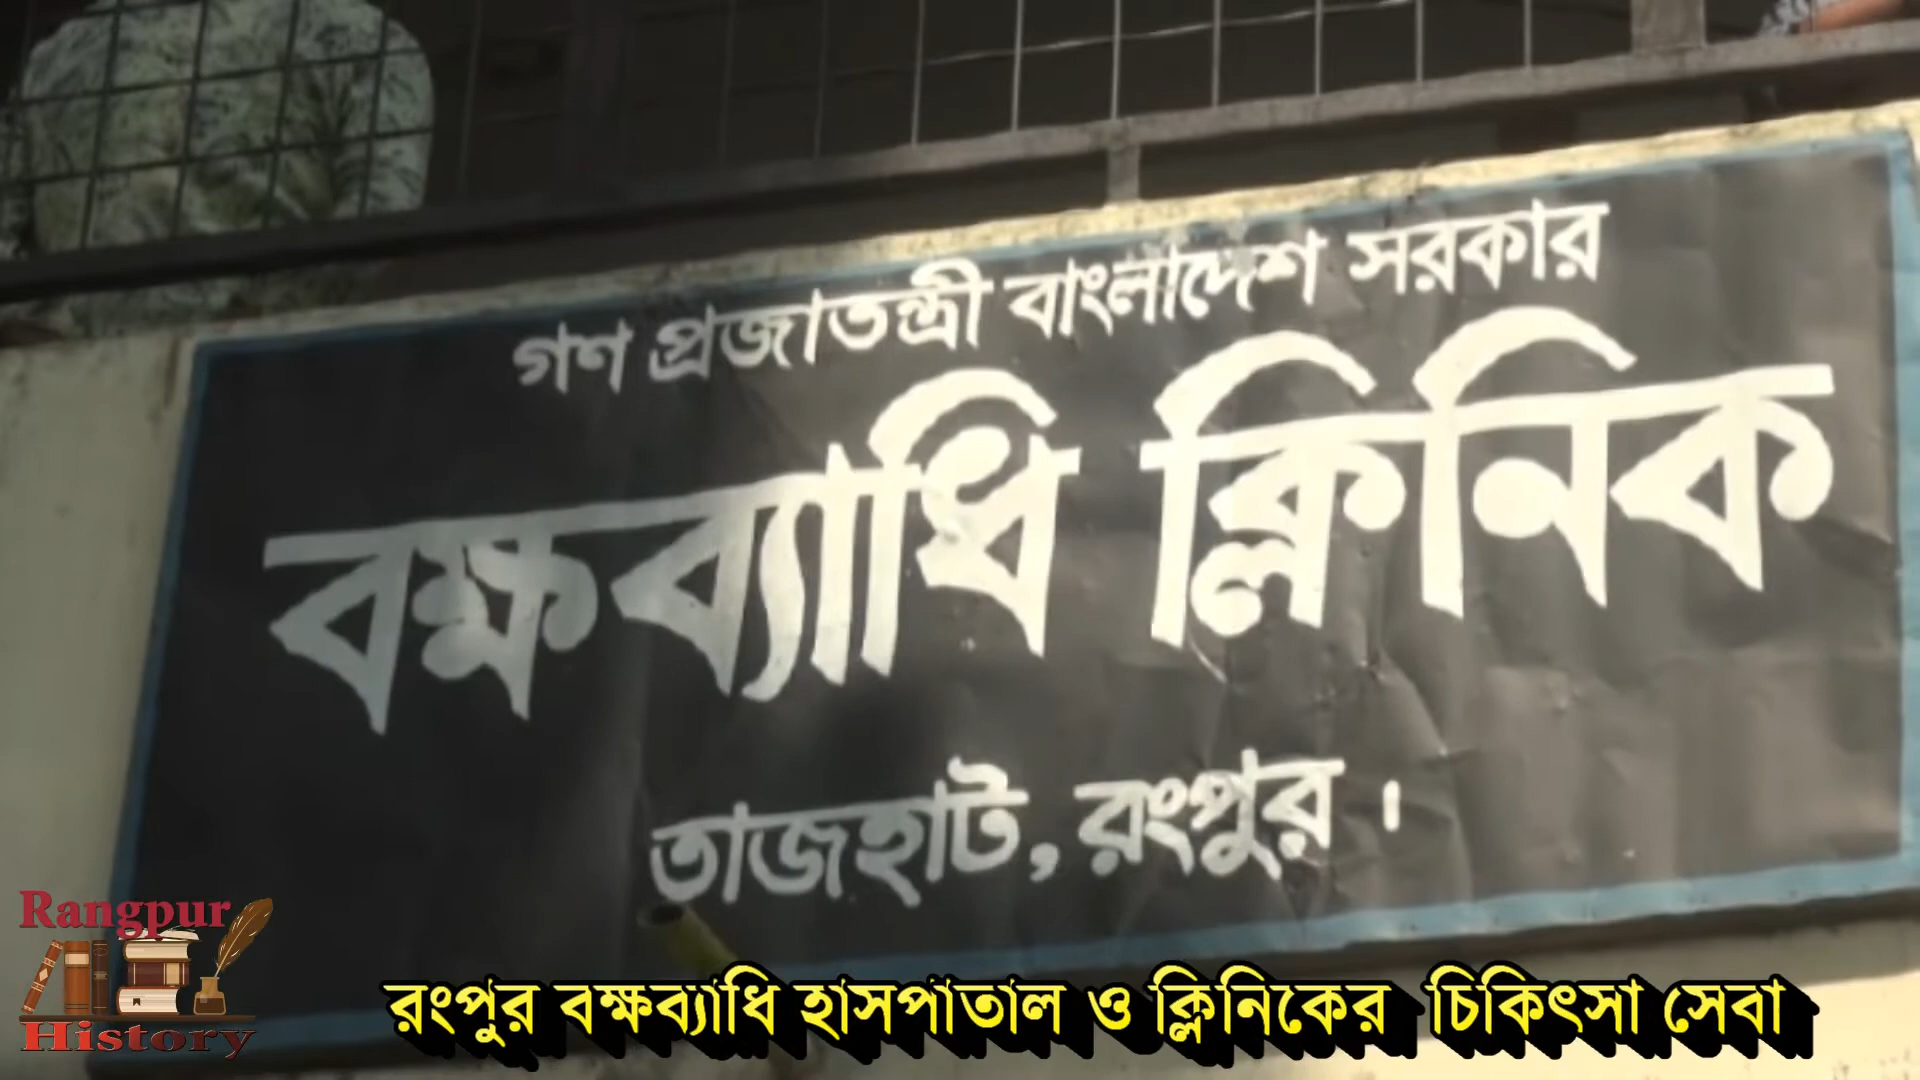 গণ প্রজাতন্ত্রী বাংলাদেশ সরকার
বক্ষব্যাধি ক্লিনিক
তাজহাট, রংপুর।
Rangpur
History
রংপুর বক্ষব্যাধি হাসপাতাল ও ক্লিনিকের চিকিৎসা সেবা